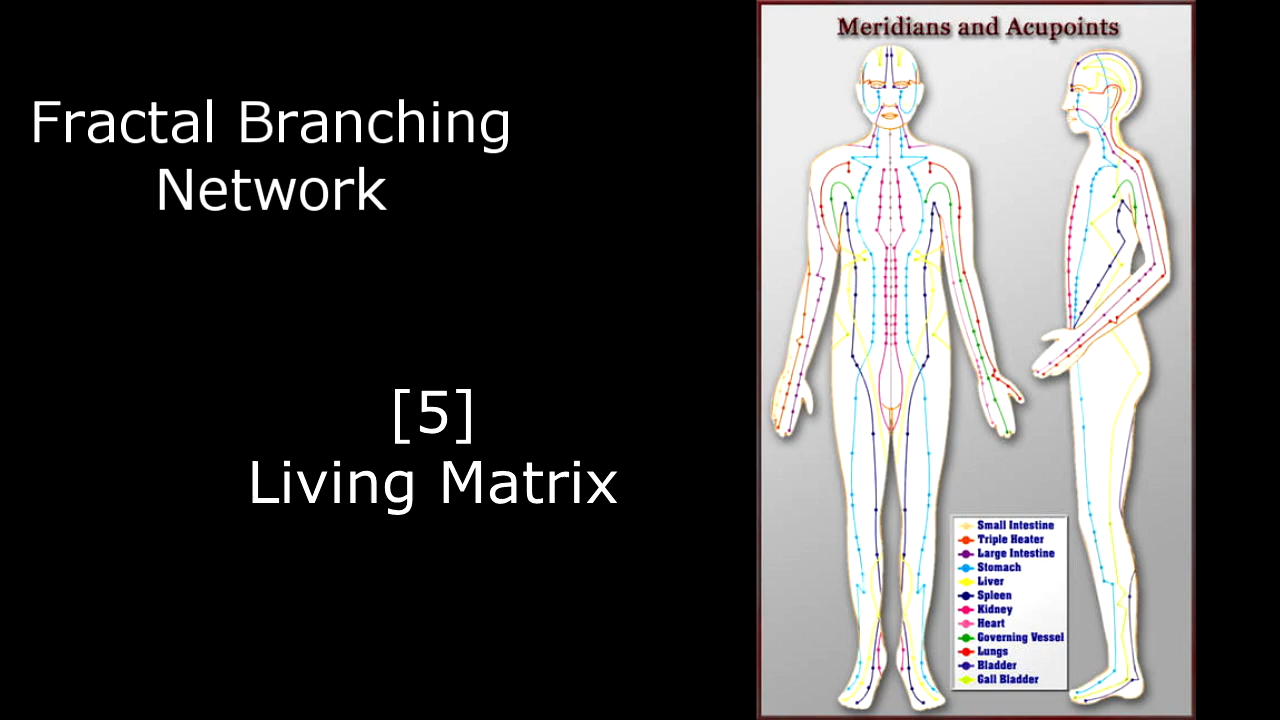 Fractal Branching
Network
[5]
Living Matrix
Meridians and Acupoints
Small Intestine
Triple Heater
Large Intestine
Stomach
Liver
Spleen
Kidney
Heart
Governing Vessel
Lungs
Bladder
Gall Bladder